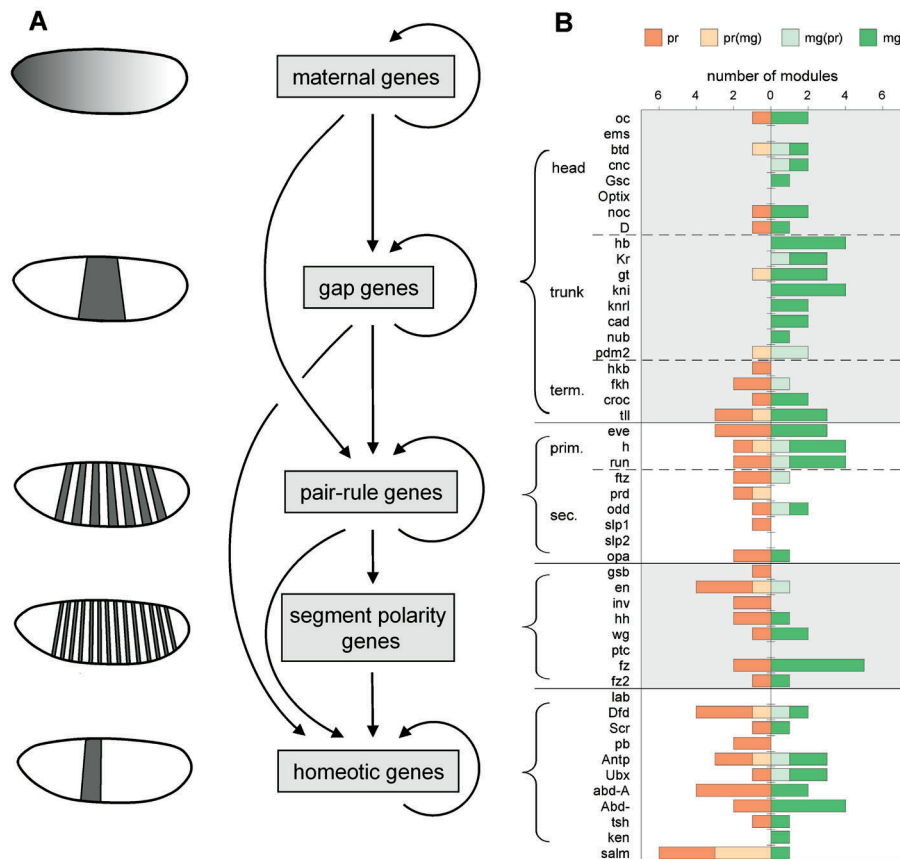 A
maternal genes
gap genes
pair-rule genes
segment polarity
genes
homeotic genes
B
pr pr(mg) mg(pr) mg
number of modules
6 4 2 0 2 4 6
head
trunk
term.
prim.
sec.
oc
ems
btd
cnc
Gsc
Optix
noc
D
hb
Kr
gt
kni
knrl
cad
nub
pdm2
hkb
fkh
croc
tll
eve
h
run
ftz
prd
odd
slp1
slp2
opa
gsb
en
inv
hh
wg
ptc
fz
fz2
lab
Dfd
Scr
pb
Antp
Ubx
abd-A
Abd-
tsh
ken
salm